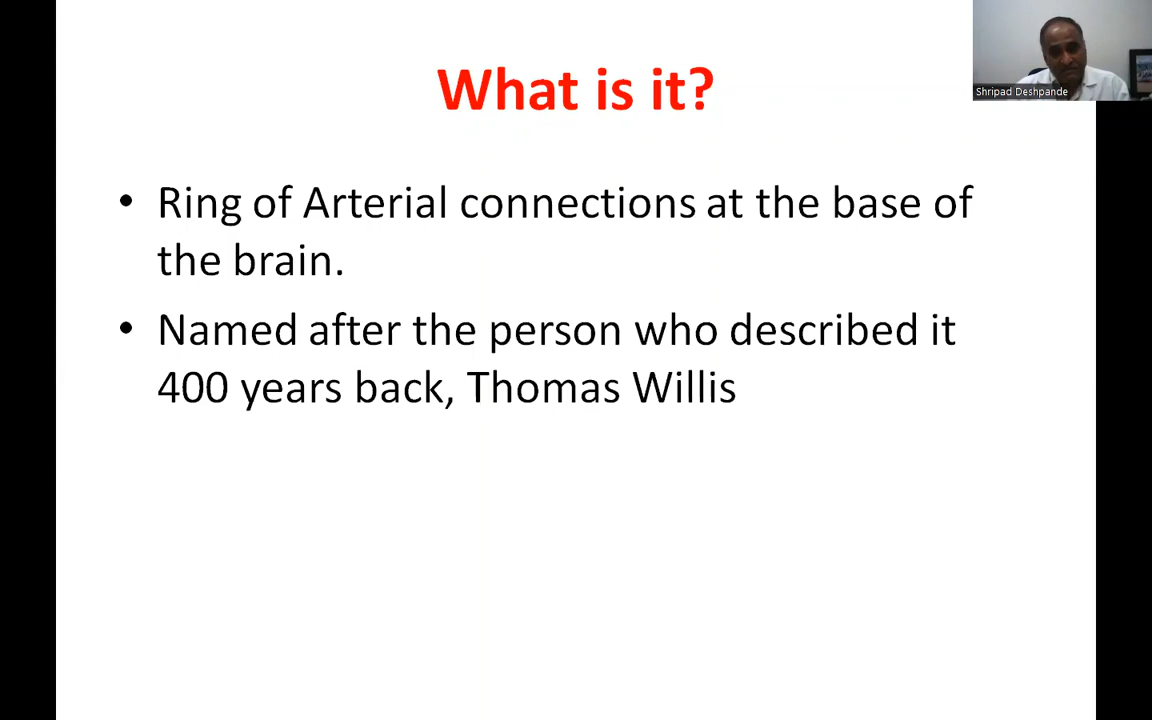 What is it?
Shripad Deshpande
• Ring of Arterial connections at the base of
the brain.
• Named after the person who described it
400 years back, Thomas Willis